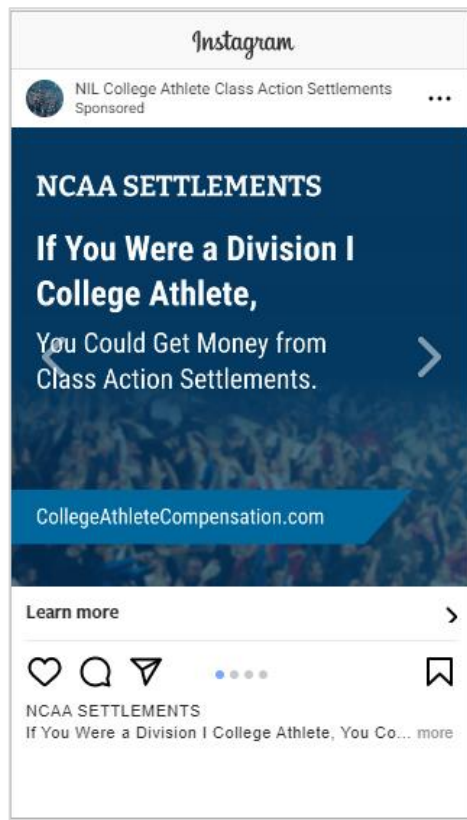 Instagram
NIL College Athlete Class Action Settlements
Sponsored
NCAA SETTLEMENTS
If You Were a Division I
College Athlete,
You Could Get Money from
Class Action Settlements.
CollegeAthleteCompensation.com
Learn more
NCAA SETTLEMENTS
If You Were a Division I College Athlete, You Co... more